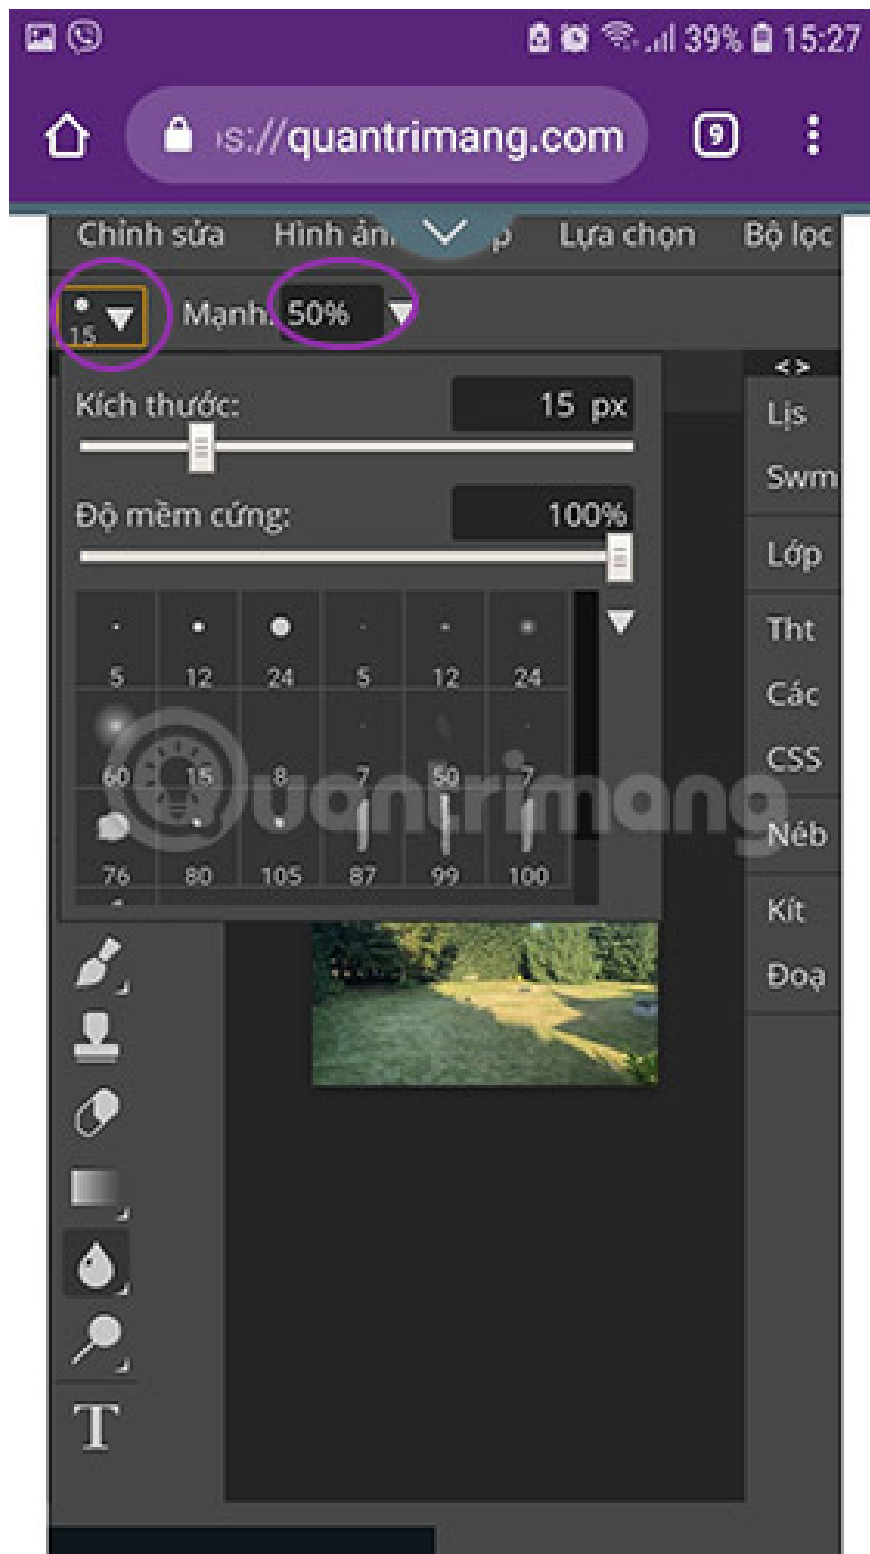 39% 15:27
os://quantrimang.com 9
Chỉnh sửa Hình ản p Lựa chọn Bộ lọc
15 Mạnh: 50%
< >
Kích thước: 15 px
Lịs
Swm
Độ mềm cứng: 100%
Lớp
5 12 24 5 12 24
Tht
Các
60 15 8 7 50 7
CSS
uantrimang
Néb
76 80 105 87 99 100
Kít
Đoạ
T